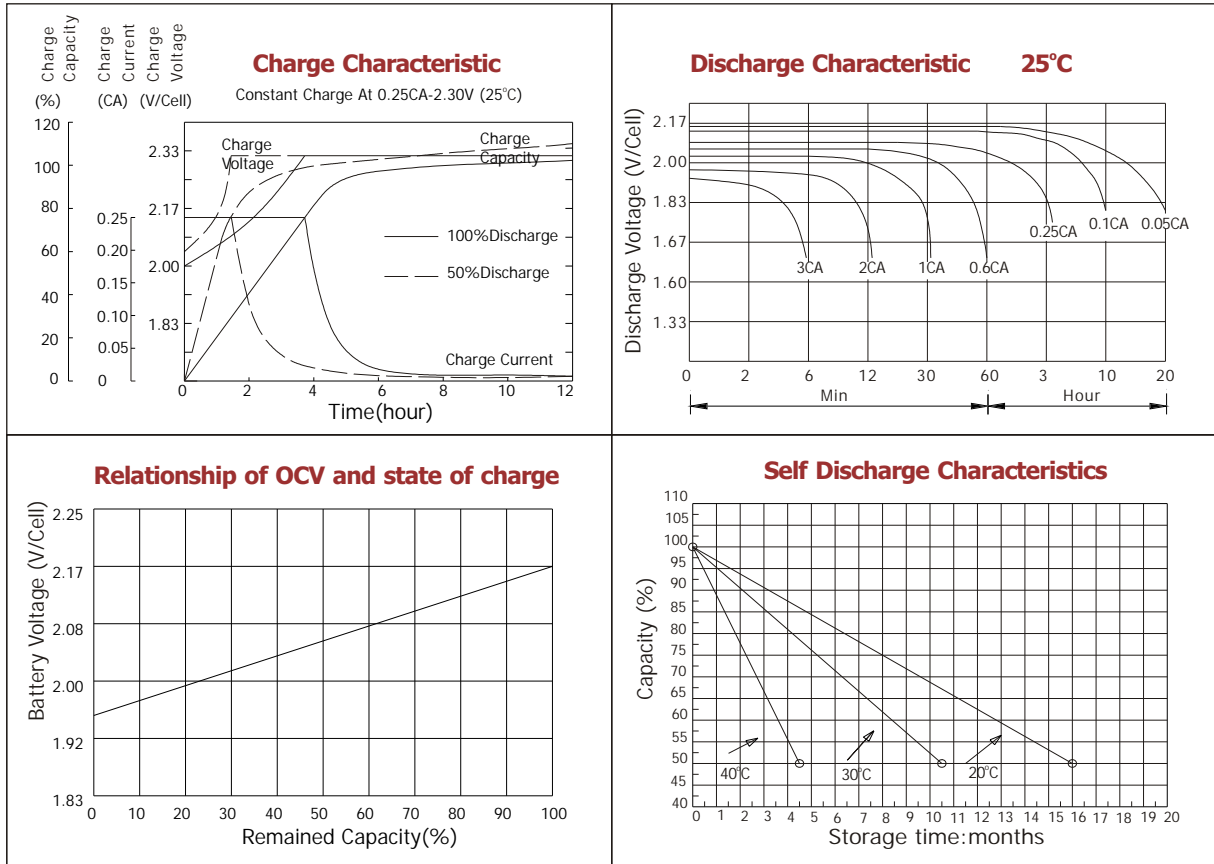 Charge Capacity
Charge Current
Charge Voltage
Charge Characteristic
Constant Charge At 0.25CA-2.30V (25°C)
(%) (CA) (V/Cell)
120
100
80
60
40
20
0
0.25
0.20
0.15
0.10
0.05
0
2.33
2.17
2.00
1.83
Charge Voltage
Charge Capacity
100%Discharge
50%Discharge
Charge Current
0 2 4 6 8 10 12
Time(hour)
Discharge Characteristic 25°C
Discharge Voltage (V/Cell)
2.17
2.00
1.83
1.67
1.60
1.33
3CA 2CA 1CA 0.6CA 0.25CA 0.1CA 0.05CA
0 2 6 12 30 60 3 10 20
Min Hour
Relationship of OCV and state of charge
Battery Voltage (V/Cell)
2.25
2.17
2.08
2.00
1.92
1.83
0 10 20 30 40 50 60 70 80 90 100
Remained Capacity(%)
Self Discharge Characteristics
Capacity (%)
110
100
95
90
85
80
75
70
65
60
55
50
45
40
40°C 30°C 20°C
0 1 2 3 4 5 6 7 8 9 10 11 12 13 14 15 16 17 18 19 20
Storage time:months